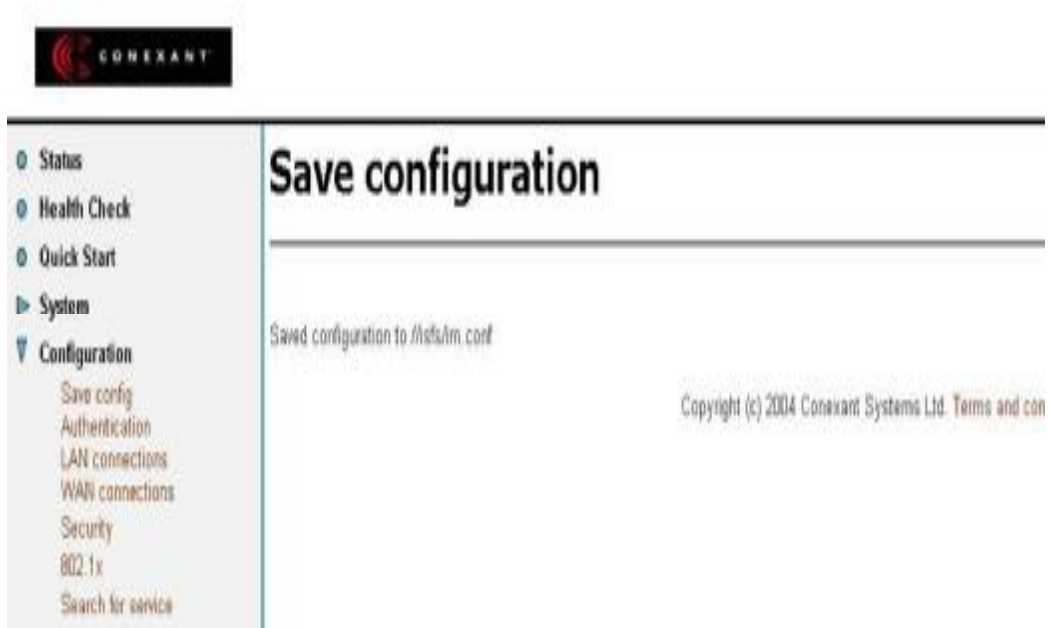 CONEXANT
Status
Health Check
Quick Start
System
Configuration
Save config
Authentication
LAN connections
WAN connections
Security
802.1x
Search for service
Save configuration
Saved configuration to //isfs/im.conf
Copyright (c) 2004 Conexant Systems Ltd. Terms and con